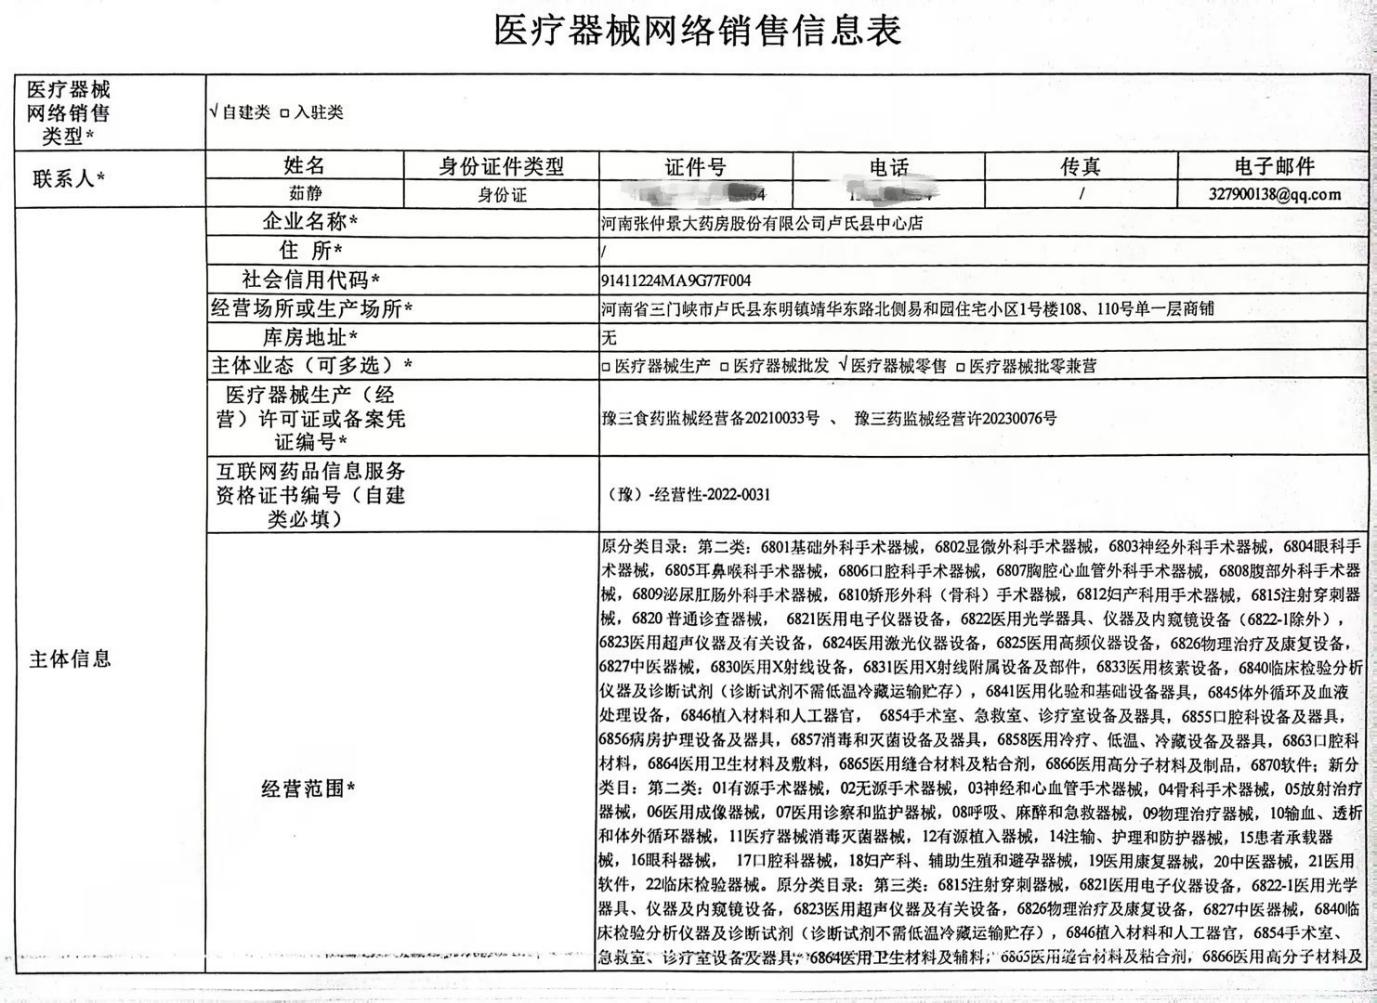 医疗器械网络销售信息表
医疗器械
网络销售
类型*
√自建类 □入驻类
联系人*
姓名 身份证件类型 证件号 电话 传真 电子邮件
茹静 身份证 / 327900138@qq.com
主体信息
企业名称* 河南张仲景大药房股份有限公司卢氏县中心店
住 所* /
社会信用代码* 91411224MA9G77F004
经营场所或生产场所* 河南省三门峡市卢氏县东明镇靖华东路北侧易和园住宅小区1号楼108、110号单一层商铺
库房地址* 无
主体业态（可多选）* □医疗器械生产 □医疗器械批发 √医疗器械零售 □医疗器械批零兼营
医疗器械生产（经
营）许可证或备案凭
证编号*
豫三食药监械经营备20210033号 、 豫三药监械经营许20230076号
互联网药品信息服务
资格证书编号（自建
类必填）
（豫）-经营性-2022-0031
经营范围*
原分类目录：第二类：6801基础外科手术器械，6802显微外科手术器械，6803神经外科手术器械，6804眼科手
术器械，6805耳鼻喉科手术器械，6806口腔科手术器械，6807胸腔心血管外科手术器械，6808腹部外科手术器
械，6809泌尿肛肠外科手术器械，6810矫形外科（骨科）手术器械，6812妇产科用手术器械，6815注射穿刺器
械，6820 普通诊查器械， 6821医用电子仪器设备，6822医用光学器具、仪器及内窥镜设备（6822-1除外），
6823医用超声仪器及有关设备，6824医用激光仪器设备，6825医用高频仪器设备，6826物理治疗及康复设备，
6827中医器械，6830医用X射线设备，6831医用X射线附属设备及部件，6833医用核素设备，6840临床检验分析
仪器及诊断试剂（诊断试剂不需低温冷藏运输贮存），6841医用化验和基础设备器具，6845体外循环及血液
处理设备，6846植入材料和人工器官， 6854手术室、急救室、诊疗室设备及器具，6855口腔科设备及器具，
6856病房护理设备及器具，6857消毒和灭菌设备及器具，6858医用冷疗、低温、冷藏设备及器具，6863口腔科
材料，6864医用卫生材料及敷料，6865医用缝合材料及粘合剂，6866医用高分子材料及制品，6870软件；新分
类目：第二类：01有源手术器械，02无源手术器械，03神经和心血管手术器械，04骨科手术器械，05放射治疗
器械，06医用成像器械，07医用诊察和监护器械，08呼吸、麻醉和急救器械，09物理治疗器械，10输血、透析
和体外循环器械，11医疗器械消毒灭菌器械，12有源植入器械，14注输、护理和防护器械，15患者承载器
械，16眼科器械， 17口腔科器械，18妇产科、辅助生殖和避孕器械，19医用康复器械，20中医器械，21医用
软件，22临床检验器械。原分类目录：第三类：6815注射穿刺器械，6821医用电子仪器设备，6822-1医用光学
器具、仪器及内窥镜设备，6823医用超声仪器及有关设备，6826物理治疗及康复设备，6827中医器械，6840临
床检验分析仪器及诊断试剂（诊断试剂不需低温冷藏运输贮存），6846植入材料和人工器官，6854手术室、
急救室、诊疗室设备及器具，6864医用卫生材料及辅料，6865医用缝合材料及粘合剂，6866医用高分子材料及